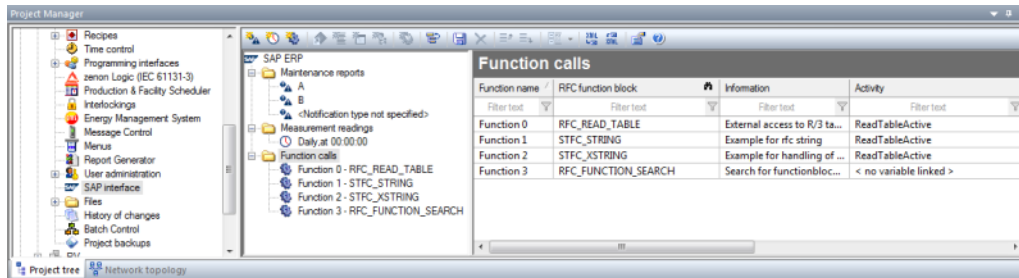 Project Manager
Recipes
Time control
Programming interfaces
zenon Logic (IEC 61131-3)
Production & Facility Scheduler
Interlockings
Energy Management System
Message Control
Menus
Report Generator
User administration
SAP interface
Files
History of changes
Batch Control
Project backups
Project tree
Network topology
SAP ERP
Maintenance reports
A
B
<Notification type not specified>
Measurement readings
Daily,at 00:00:00
Function calls
Function 0 - RFC_READ_TABLE
Function 1 - STFC_STRING
Function 2 - STFC_XSTRING
Function 3 - RFC_FUNCTION_SEARCH
Function calls
Function name RFC function block Information Activity
Filter text Filter text Filter text Filter text
Function 0 RFC_READ_TABLE External access to R/3 ta... ReadTableActive
Function 1 STFC_STRING Example for rfc string ReadTableActive
Function 2 STFC_XSTRING Example for handling of ... ReadTableActive
Function 3 RFC_FUNCTION_SEARCH Search for functionbloc... < no variable linked >